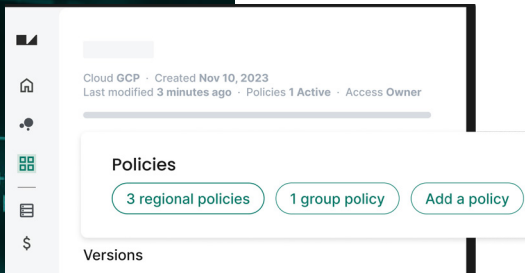 Cloud GCP · Created Nov 10, 2023
Last modified 3 minutes ago · Policies 1 Active · Access Owner
Policies
3 regional policies
1 group policy
Add a policy
$
Versions